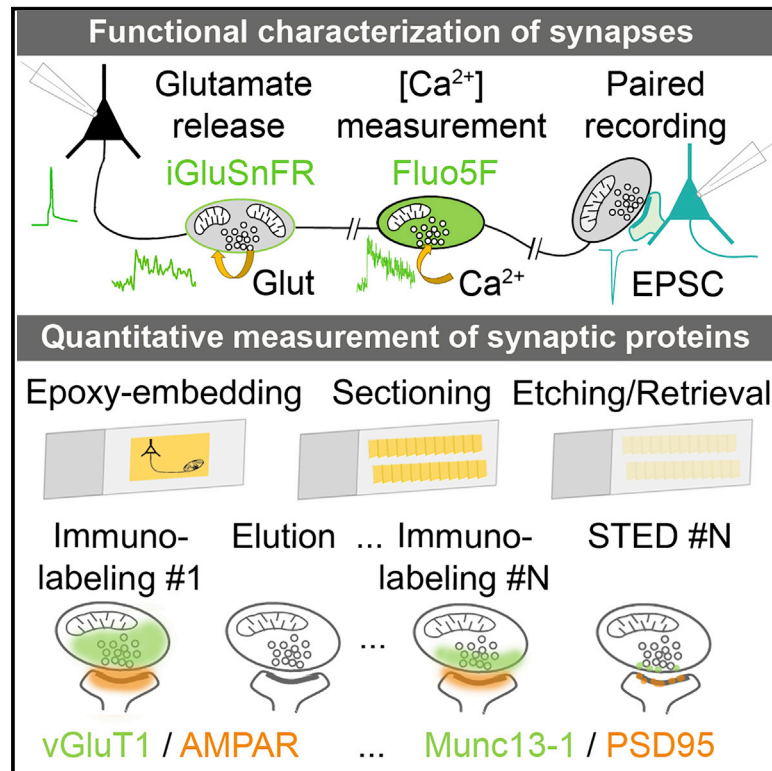 Functional characterization of synapses
Glutamate [Ca²⁺] Paired
release measurement recording
iGluSnFR Fluo5F
Glut Ca²⁺ EPSC
Quantitative measurement of synaptic proteins
Epoxy-embedding Sectioning Etching/Retrieval
Immuno- Elution ... Immuno- STED #N
labeling #1 labeling #N
...
vGluT1 / AMPAR ... Munc13-1 / PSD95